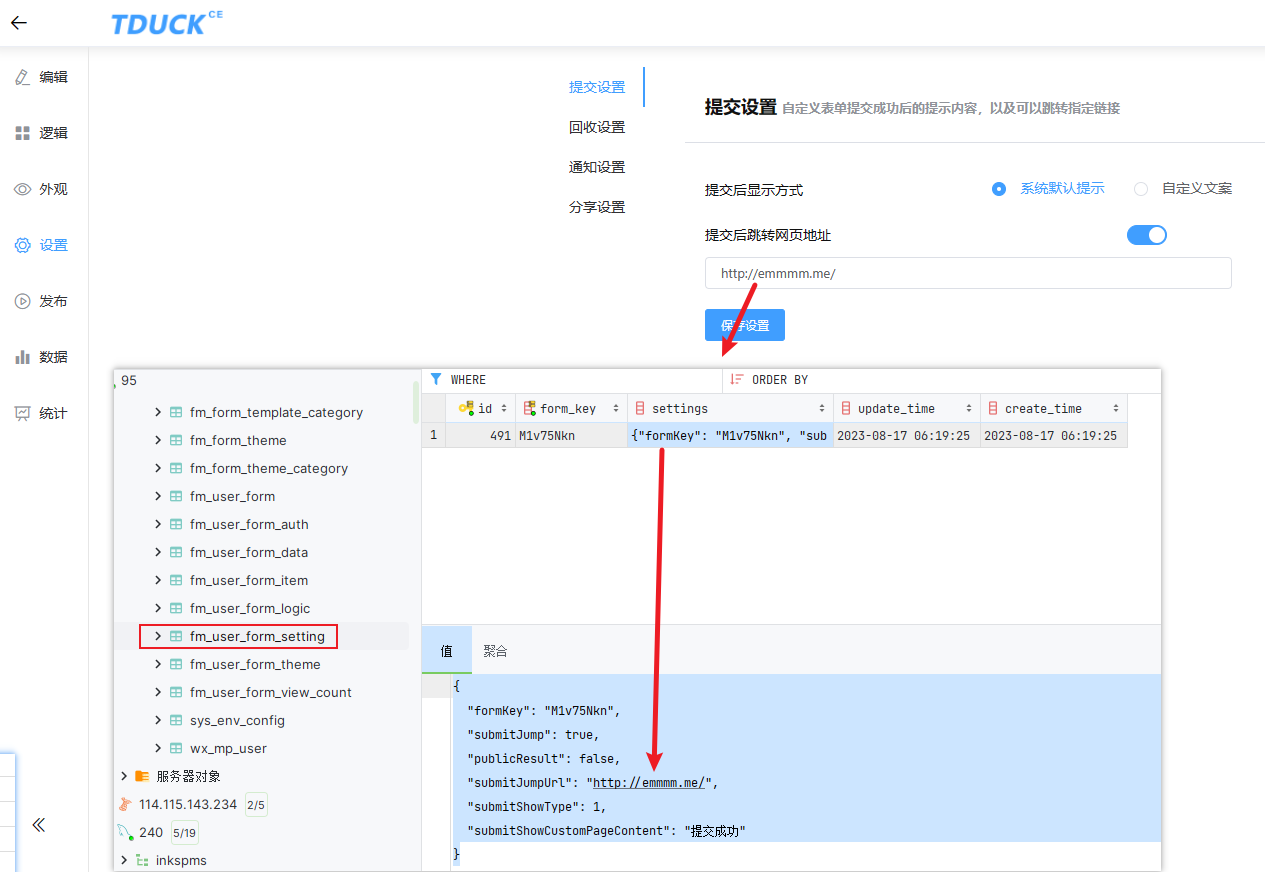 TDUCK CE
编辑
逻辑
外观
设置
发布
数据
统计
提交设置
回收设置
通知设置
分享设置
提交设置 自定义表单提交成功后的提示内容，以及可以跳转指定链接
提交后显示方式 系统默认提示 自定义文案
提交后跳转网页地址
http://emmmm.me/
保存设置
95
fm_form_template_category
fm_form_theme
fm_form_theme_category
fm_user_form
fm_user_form_auth
fm_user_form_data
fm_user_form_item
fm_user_form_logic
fm_user_form_setting
fm_user_form_theme
fm_user_form_view_count
sys_env_config
wx_mp_user
服务器对象
114.115.143.234 2/5
240 5/19
inkspms
WHERE ORDER BY
id form_key settings update_time create_time
1 491 M1v75Nkn {"formKey": "M1v75Nkn", "sub 2023-08-17 06:19:25 2023-08-17 06:19:25
值 聚合
{
"formKey": "M1v75Nkn",
"submitJump": true,
"publicResult": false,
"submitJumpUrl": "http://emmmm.me/",
"submitShowType": 1,
"submitShowCustomPageContent": "提交成功"
}